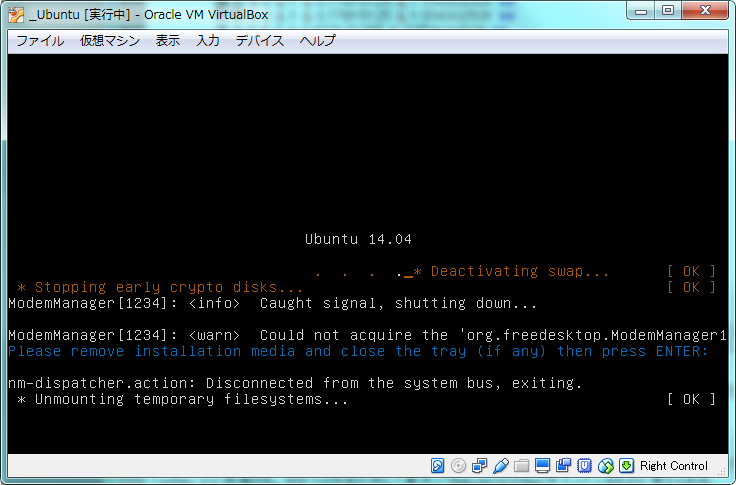 _Ubuntu [実行中] - Oracle VM VirtualBox
ファイル 仮想マシン 表示 入力 デバイス ヘルプ
Ubuntu 14.04
. . . ._* Deactivating swap... [ OK ]
* Stopping early crypto disks... [ OK ]
ModemManager[1234]: <info> Caught signal, shutting down...
ModemManager[1234]: <warn> Could not acquire the 'org.freedesktop.ModemManager1
Please remove installation media and close the tray (if any) then press ENTER:
nm-dispatcher.action: Disconnected from the system bus, exiting.
* Unmounting temporary filesystems... [ OK ]
Right Control